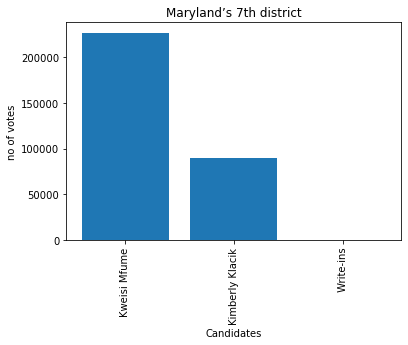 Maryland’s 7th district
no of votes
200000
150000
100000
50000
0
Kweisi Mfume
Kimberly Klacik
Write-ins
Candidates